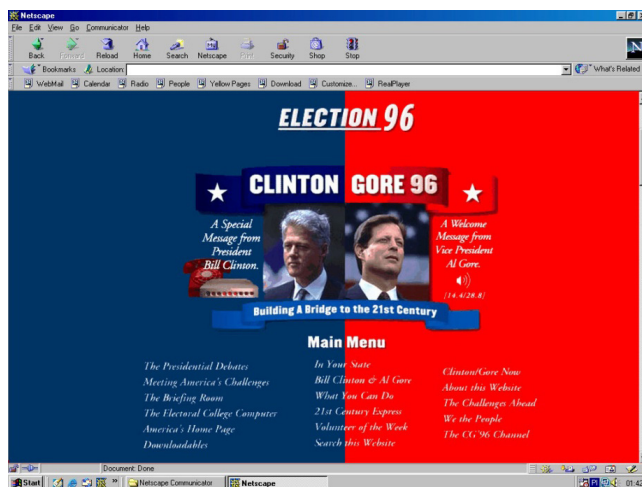 Netscape
File Edit View Go Communicator Help
Back Forward Reload Home Search Netscape Print Security Shop Stop
N
Bookmarks Location: What's Related
WebMail Calendar Radio People Yellow Pages Download Customize... RealPlayer
ELECTION 96
CLINTON GORE 96
A Special
Message from
President
Bill Clinton.
A Welcome
Message from
Vice President
Al Gore.
[14.4/28.8]
Building A Bridge to the 21st Century
Main Menu
The Presidential Debates
Meeting America's Challenges
The Briefing Room
The Electoral College Computer
America's Home Page
Downloadables
In Your State
Bill Clinton & Al Gore
What You Can Do
21st Century Express
Volunteer of the Week
Search this Website
Clinton/Gore Now
About this Website
The Challenges Ahead
We the People
The CG'96 Channel
Document: Done
Start Netscape Communicator Netscape